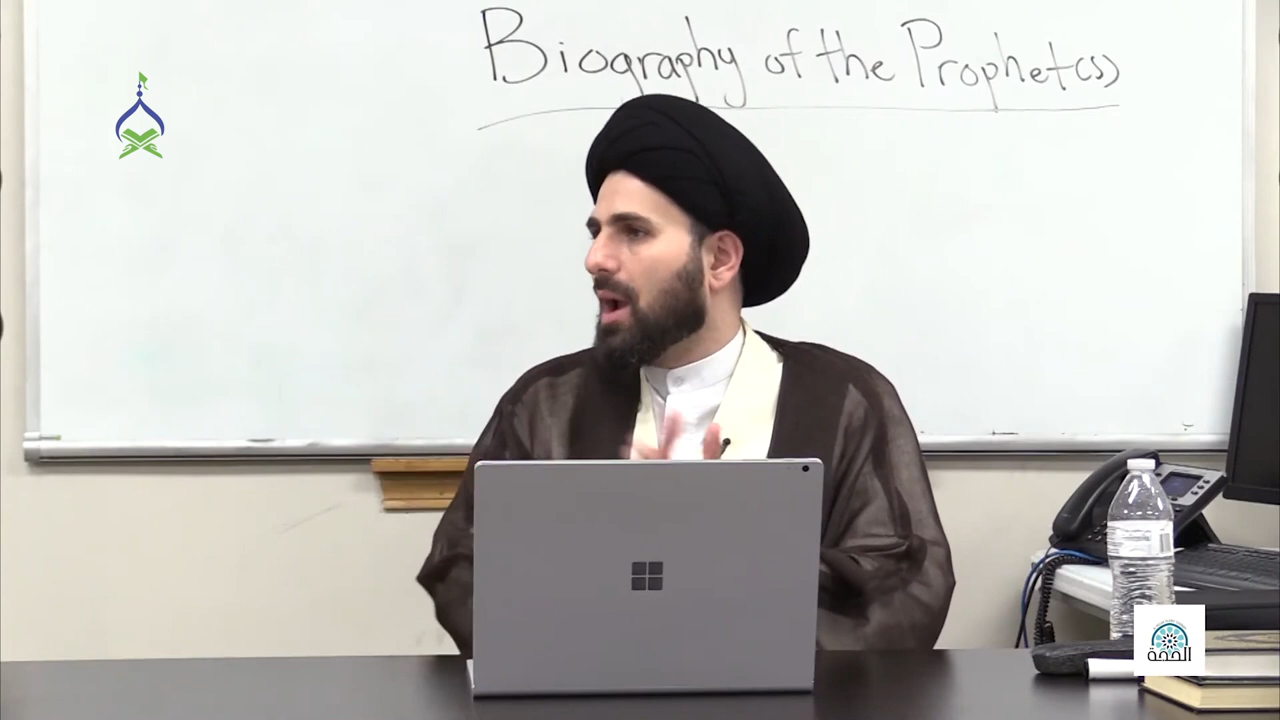 Biography of the Prophet(s)
الحجة